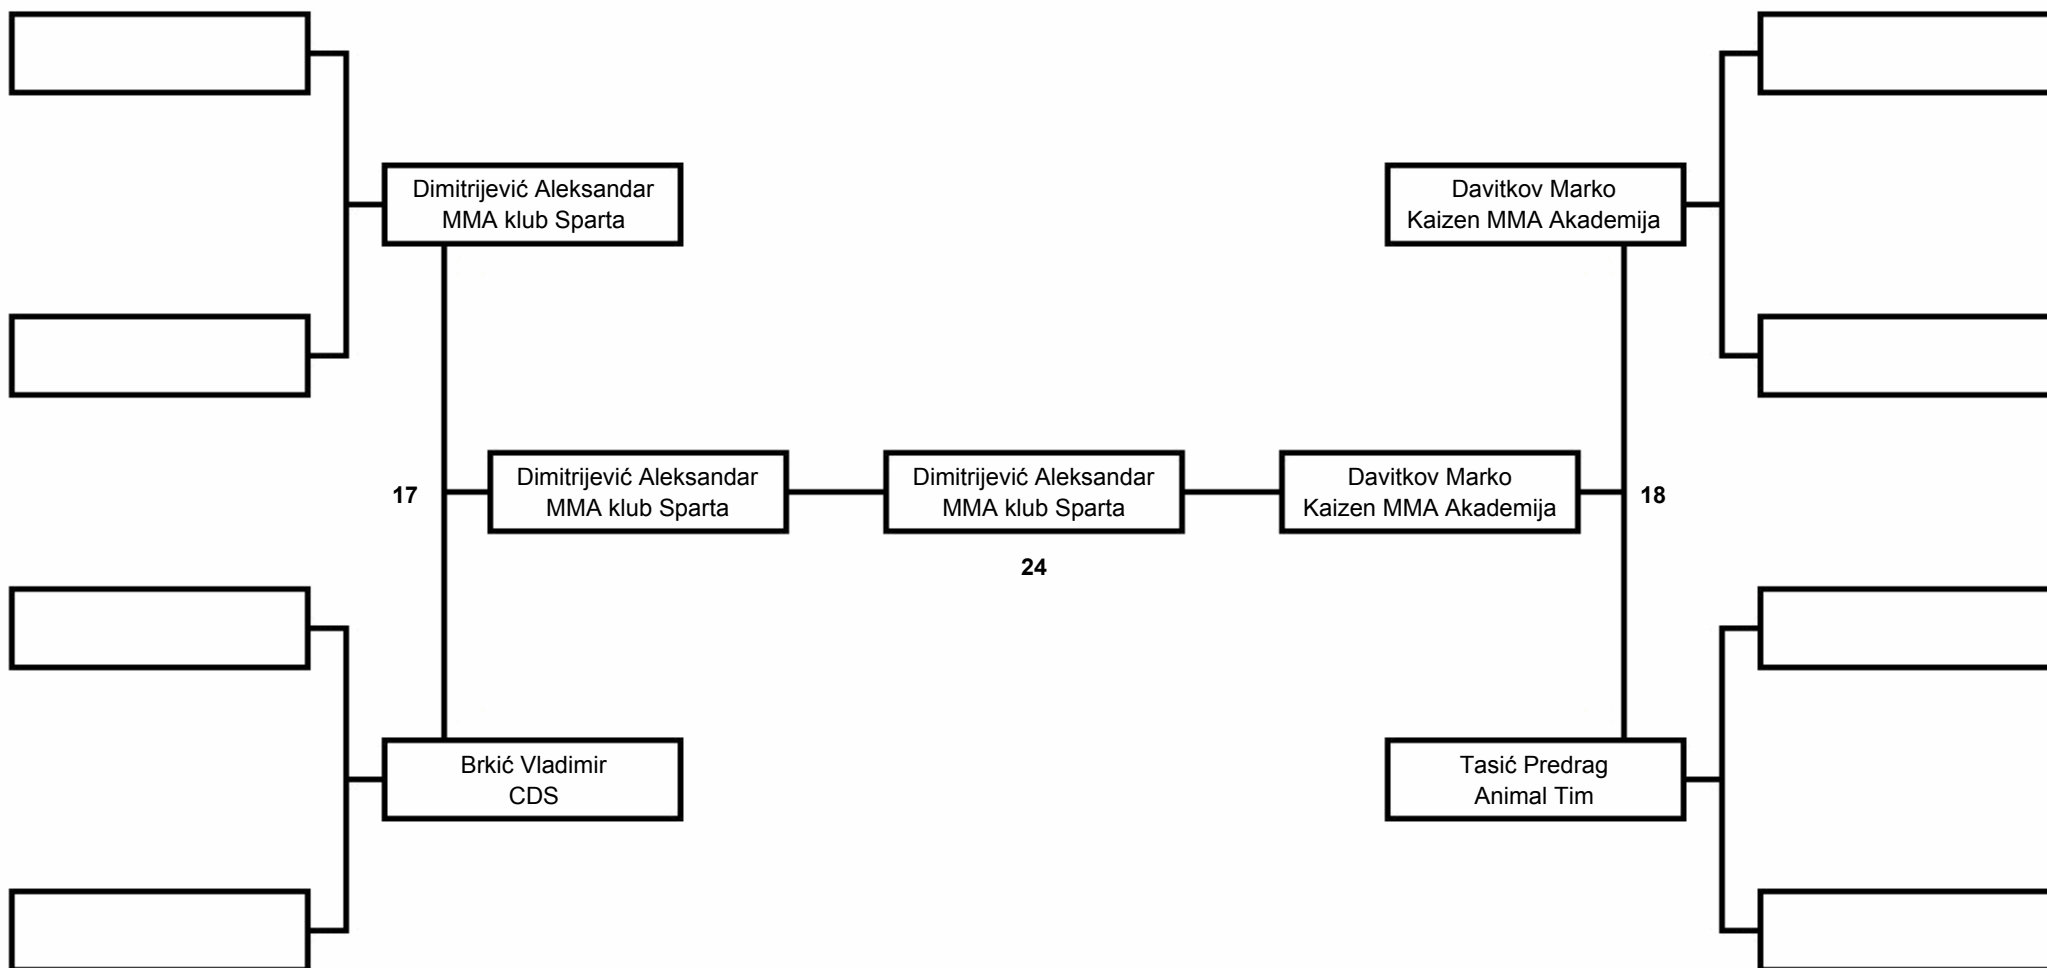 Dimitrijević Aleksandar
MMA klub Sparta
Davitkov Marko
Kaizen MMA Akademija
17
Dimitrijević Aleksandar
MMA klub Sparta
Dimitrijević Aleksandar
MMA klub Sparta
Davitkov Marko
Kaizen MMA Akademija
18
24
Brkić Vladimir
CDS
Tasić Predrag
Animal Tim